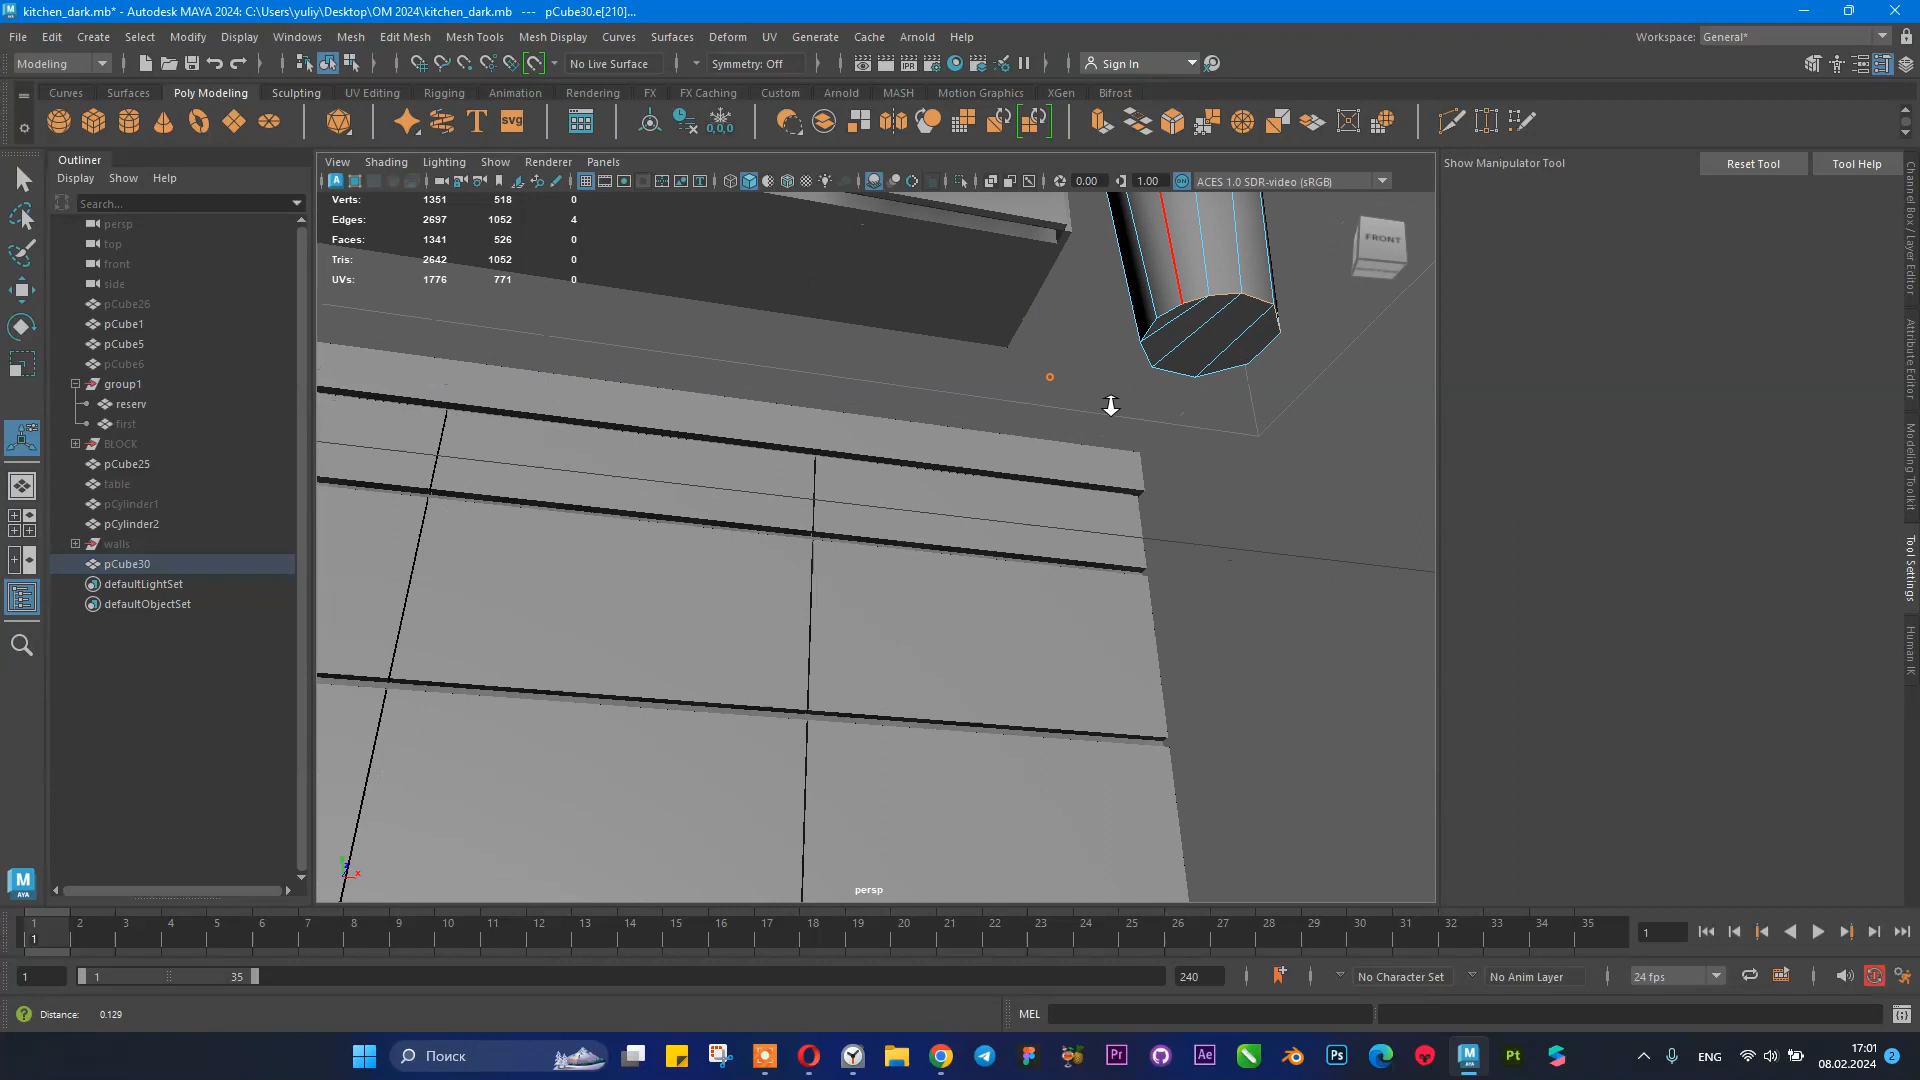 kitchen_dark.mb* - Autodesk MAYA 2024: C:\Users\yuliy\Desktop\OM 2024\kitchen_dark.mb --- pCube30.e[210]...
File Edit Create Select Modify Display Windows Mesh Edit Mesh Mesh Tools Mesh Display Curves Surfaces Deform UV Generate Cache Arnold Help
Workspace: General*
Modeling
No Live Surface
Symmetry: Off
Sign In
Curves Surfaces Poly Modeling Sculpting UV Editing Rigging Animation Rendering FX FX Caching Custom Arnold MASH Motion Graphics XGen Bifrost
Outliner
Display Show Help
Search...
persp
top
front
side
pCube26
pCube1
pCube5
pCube6
group1
reserv
first
BLOCK
pCube25
table
pCylinder1
pCylinder2
walls
pCube30
defaultLightSet
defaultObjectSet
View Shading Lighting Show Renderer Panels
0.00
1.00
ACES 1.0 SDR-video (sRGB)
Verts: 1351 518 0
Edges: 2697 1052 4
Faces: 1341 526 0
Tris: 2642 1052 0
UVs: 1776 771 0
FRONT
persp
Show Manipulator Tool
Reset Tool
Tool Help
Channel Box / Layer Editor
Attribute Editor
Modeling Toolkit
Tool Settings
Human IK
1 2 3 4 5 6 7 8 9 10 11 12 13 14 15 16 17 18 19 20 21 22 23 24 25 26 27 28 29 30 31 32 33 34 35
1
1
1
1
35
240
No Character Set
No Anim Layer
24 fps
Distance: 0.129
MEL
Поиск
ENG
17:01
08.02.2024
2